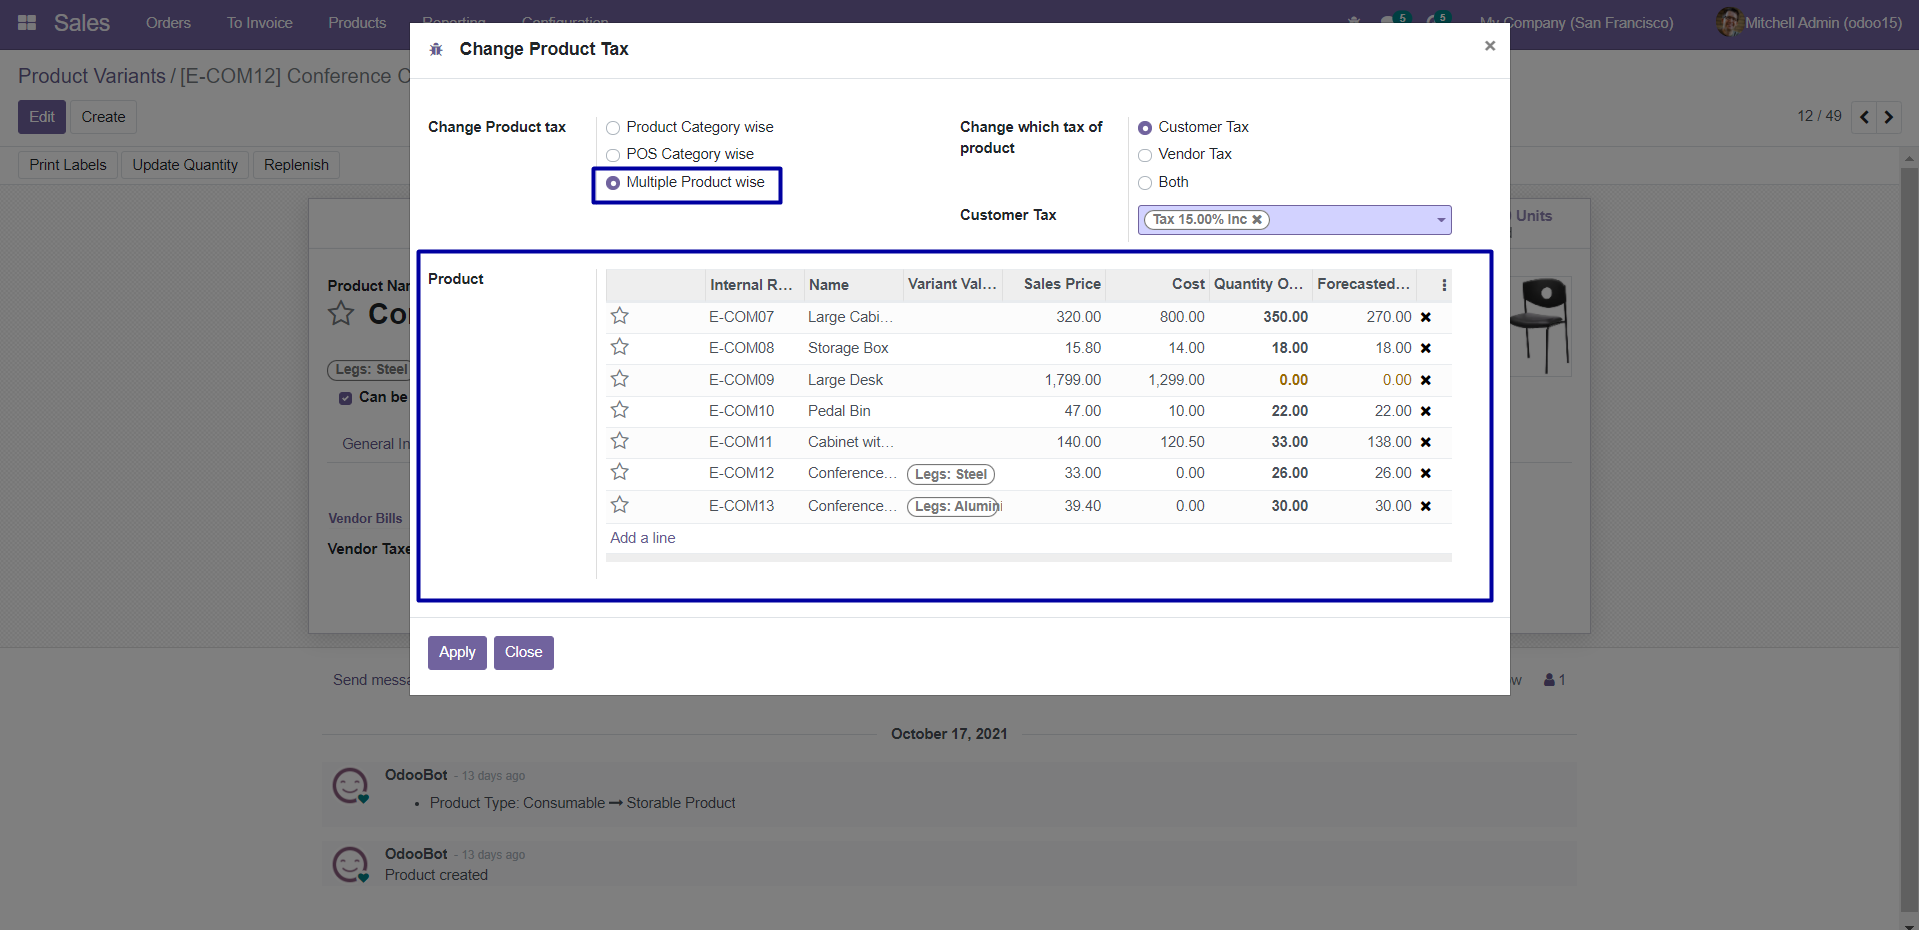 Sales Orders To Invoice Products Reporting Configuration 5 5 My Company (San Francisco) Mitchell Admin (odoo15)
Product Variants / [E-COM12] Conference C
Edit Create
12 / 49
Print Labels Update Quantity Replenish
Units
Product Nar
Co
Legs: Steel
Can be
General In
Vendor Bills
Vendor Taxe
Change Product Tax
Change Product tax
Product Category wise
POS Category wise
Multiple Product wise
Change which tax of
product
Customer Tax
Vendor Tax
Both
Customer Tax
Tax 15.00% Inc
Product
Internal R... Name Variant Val... Sales Price Cost Quantity O... Forecasted...
E-COM07 Large Cabi... 320.00 800.00 350.00 270.00
E-COM08 Storage Box 15.80 14.00 18.00 18.00
E-COM09 Large Desk 1,799.00 1,299.00 0.00 0.00
E-COM10 Pedal Bin 47.00 10.00 22.00 22.00
E-COM11 Cabinet wit... 140.00 120.50 33.00 138.00
E-COM12 Conference... Legs: Steel 33.00 0.00 26.00 26.00
E-COM13 Conference... Legs: Alumini 39.40 0.00 30.00 30.00
Add a line
Apply Close
Send messa
w 1
October 17, 2021
OdooBot - 13 days ago
• Product Type: Consumable → Storable Product
OdooBot - 13 days ago
Product created